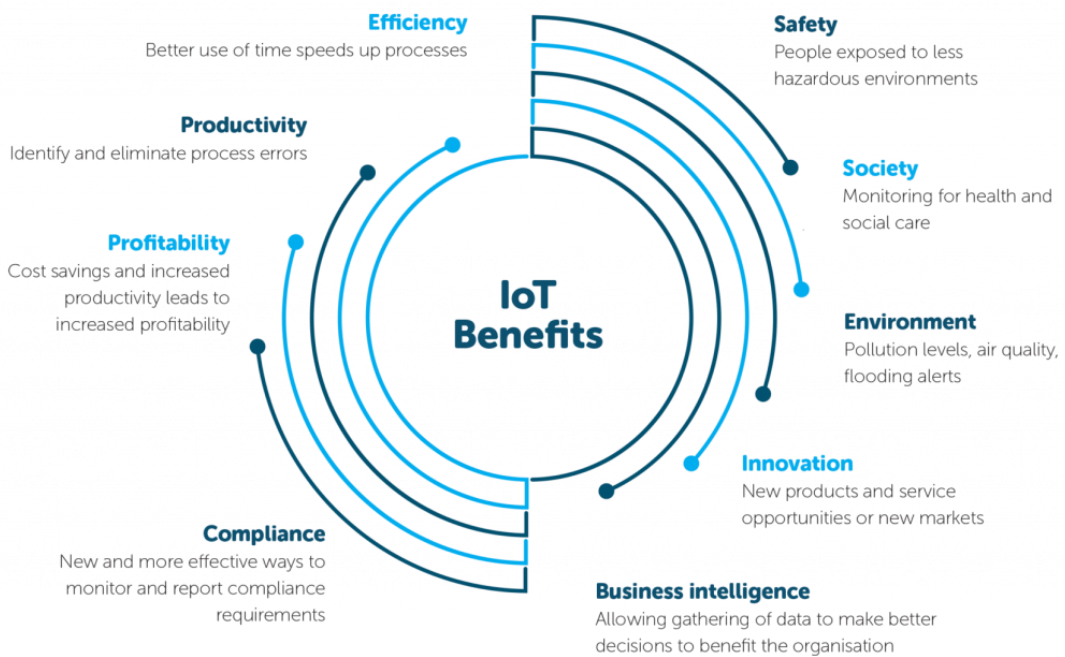 Efficiency
Better use of time speeds up processes
Productivity
Identify and eliminate process errors
Profitability
Cost savings and increased
productivity leads to
increased profitability
Compliance
New and more effective ways to
monitor and report compliance
requirements
IoT
Benefits
Safety
People exposed to less
hazardous environments
Society
Monitoring for health and
social care
Environment
Pollution levels, air quality,
flooding alerts
Innovation
New products and service
opportunities or new markets
Business intelligence
Allowing gathering of data to make better
decisions to benefit the organisation